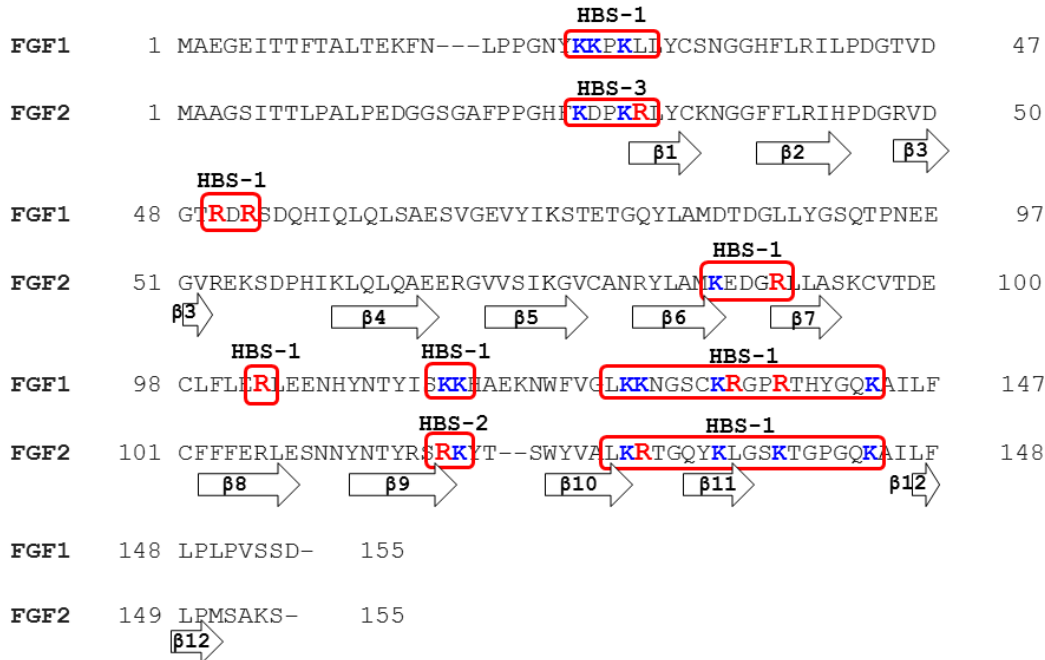 HBS-1
FGF1 1 MAEGEITTFTALTEKFN---LPPGNYKKPKLLYCSNGGHFLRILPDGTVD 47
HBS-3
FGF2 1 MAAGSITTLPALPEDGGSGAFPPGHFKDPKRLYCKNGGFFLRIHPDGRVD 50
β1 β2 β3
HBS-1
FGF1 48 GTRDRSDQHIQLQLSAESVGEVYIKSTETGQYLAMDTDGLLYGSQTPNEE 97
HBS-1
FGF2 51 GVREKSDPHIKLQLQAEERGVVSIKGVCANRYLAMKEDGRLLASKCVTDE 100
β3 β4 β5 β6 β7
HBS-1 HBS-1 HBS-1
FGF1 98 CLFLERLEENHYNTYISKKHAEKNWFVGLKKNGSCKRGPRTHYGQKAILF 147
HBS-2 HBS-1
FGF2 101 CFFFERLESNNYNTYRSRKYT--SWYVALKRTGQYKLGSKTGPGQKAILF 148
β8 β9 β10 β11 β12
FGF1 148 LPLPVSSD- 155
FGF2 149 LPMSAKS- 155
β12